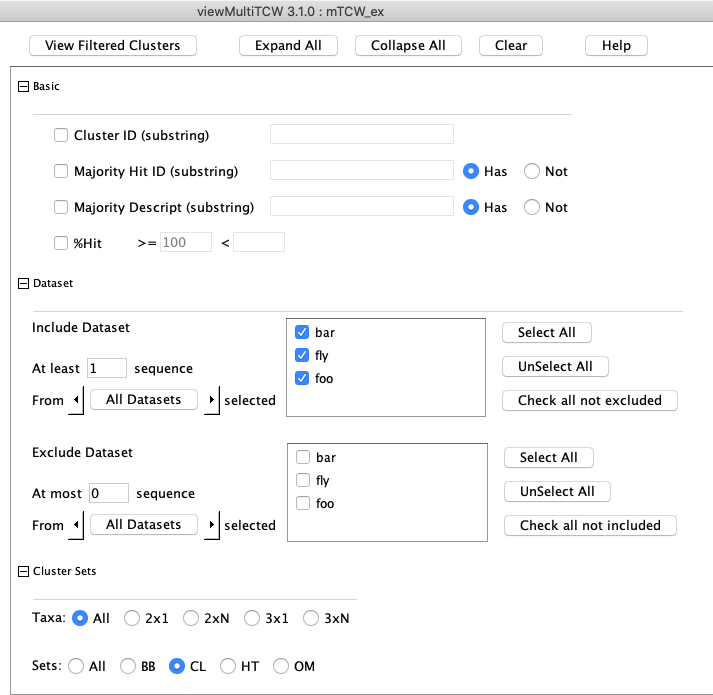 viewMultiTCW 3.1.0 : mTCW_ex
View Filtered Clusters Expand All Collapse All Clear Help
Basic
Cluster ID (substring)
Majority Hit ID (substring) Has Not
Majority Descript (substring) Has Not
%Hit >= 100 <
Dataset
Include Dataset
bar
fly
foo
Select All
At least 1 sequence
UnSelect All
From All Datasets selected
Check all not excluded
Exclude Dataset
bar
fly
foo
Select All
At most 0 sequence
UnSelect All
From All Datasets selected
Check all not included
Cluster Sets
Taxa: All 2x1 2xN 3x1 3xN
Sets: All BB CL HT OM